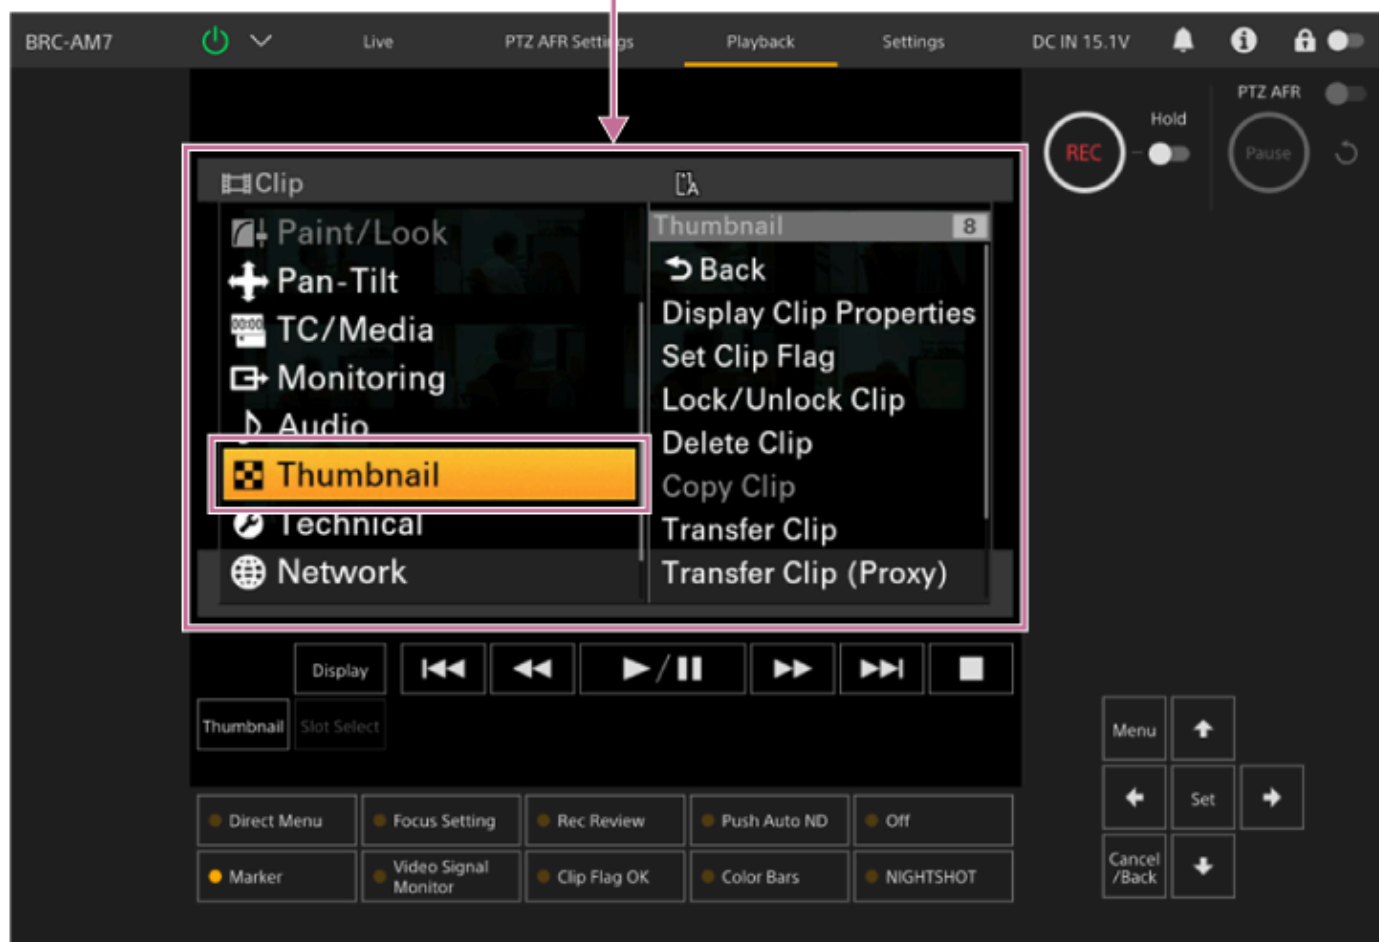 BRC-AM7
Live
PTZ AFR Settings
Playback
Settings
DC IN 15.1V
PTZ AFR
Hold
REC
Pause
Clip
A
Paint/Look
Pan-Tilt
00:00
TC/Media
Monitoring
Audio
Thumbnail
Technical
Network
Thumbnail 8
Back
Display Clip Properties
Set Clip Flag
Lock/Unlock Clip
Delete Clip
Copy Clip
Transfer Clip
Transfer Clip (Proxy)
Display
Thumbnail
Slot Select
Menu
Set
Cancel
/Back
Direct Menu
Focus Setting
Rec Review
Push Auto ND
Off
Marker
Video Signal
Monitor
Clip Flag OK
Color Bars
NIGHTSHOT